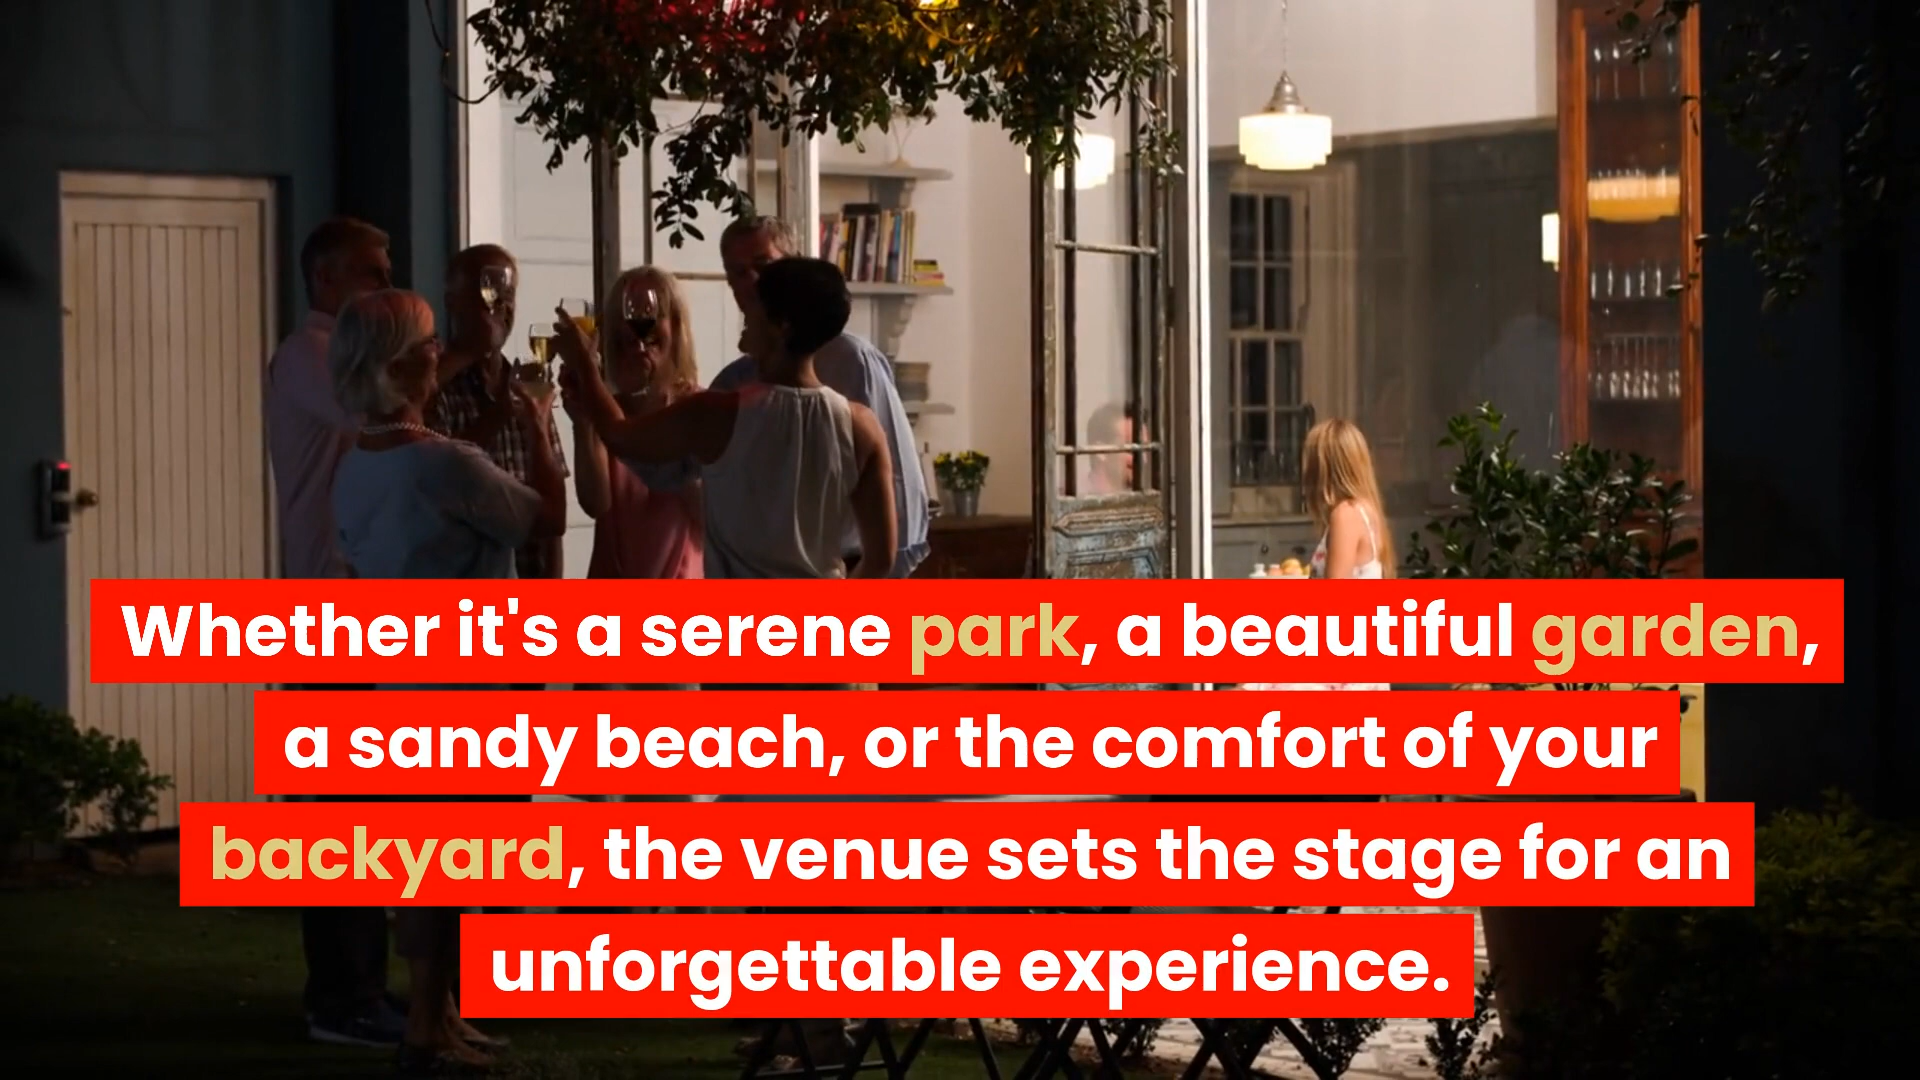 Whether it's a serene park, a beautiful garden,
a sandy beach, or the comfort of your
backyard, the venue sets the stage for an
unforgettable experience.